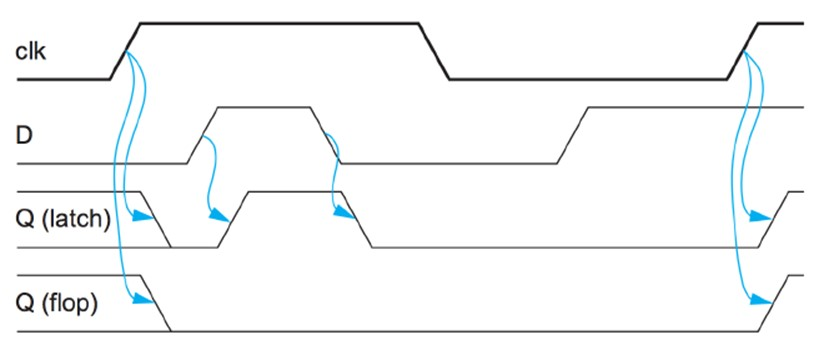 clk
D
Q (latch)
Q (flop)